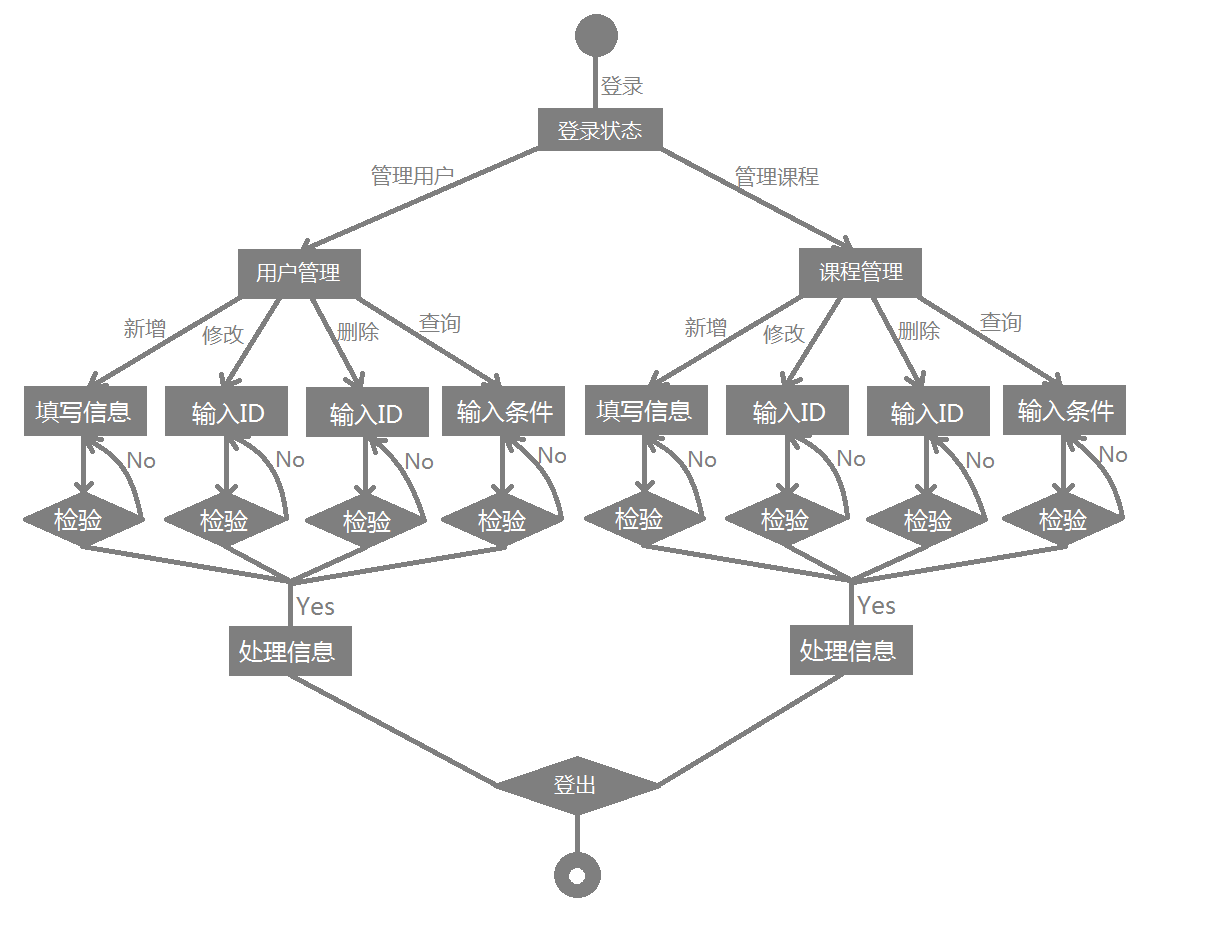 登录
登录状态
管理用户
管理课程
用户管理
课程管理
新增
修改
删除
查询
新增
修改
删除
查询
填写信息
输入ID
输入ID
输入条件
填写信息
输入ID
输入ID
输入条件
No
No
No
No
No
No
No
No
检验
检验
检验
检验
检验
检验
检验
检验
Yes
Yes
处理信息
处理信息
登出